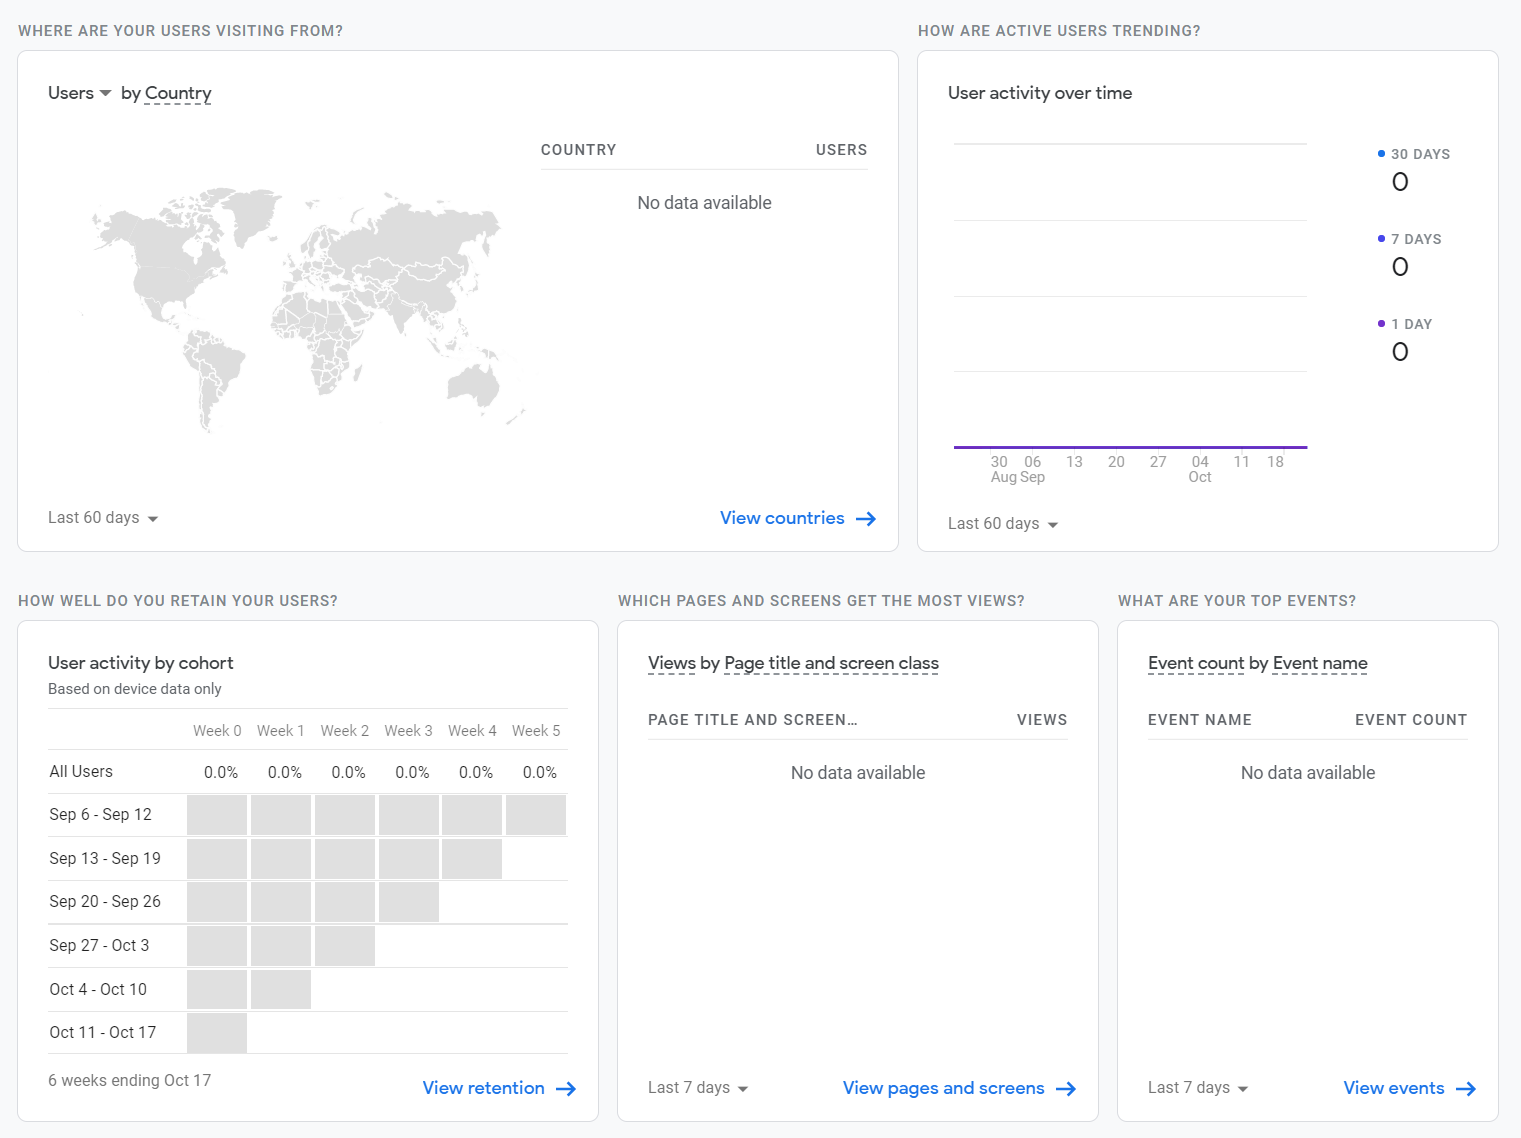 WHERE ARE YOUR USERS VISITING FROM?
Users by Country
COUNTRY USERS
No data available
Last 60 days
View countries
HOW ARE ACTIVE USERS TRENDING?
User activity over time
30 DAYS
0
7 DAYS
0
1 DAY
0
30 06 13 20 27 04 11 18
Aug Sep Oct
Last 60 days
HOW WELL DO YOU RETAIN YOUR USERS?
User activity by cohort
Based on device data only
Week 0 Week 1 Week 2 Week 3 Week 4 Week 5
All Users 0.0% 0.0% 0.0% 0.0% 0.0% 0.0%
Sep 6 - Sep 12
Sep 13 - Sep 19
Sep 20 - Sep 26
Sep 27 - Oct 3
Oct 4 - Oct 10
Oct 11 - Oct 17
6 weeks ending Oct 17
View retention
WHICH PAGES AND SCREENS GET THE MOST VIEWS?
Views by Page title and screen class
PAGE TITLE AND SCREEN… VIEWS
No data available
Last 7 days
View pages and screens
WHAT ARE YOUR TOP EVENTS?
Event count by Event name
EVENT NAME EVENT COUNT
No data available
Last 7 days
View events